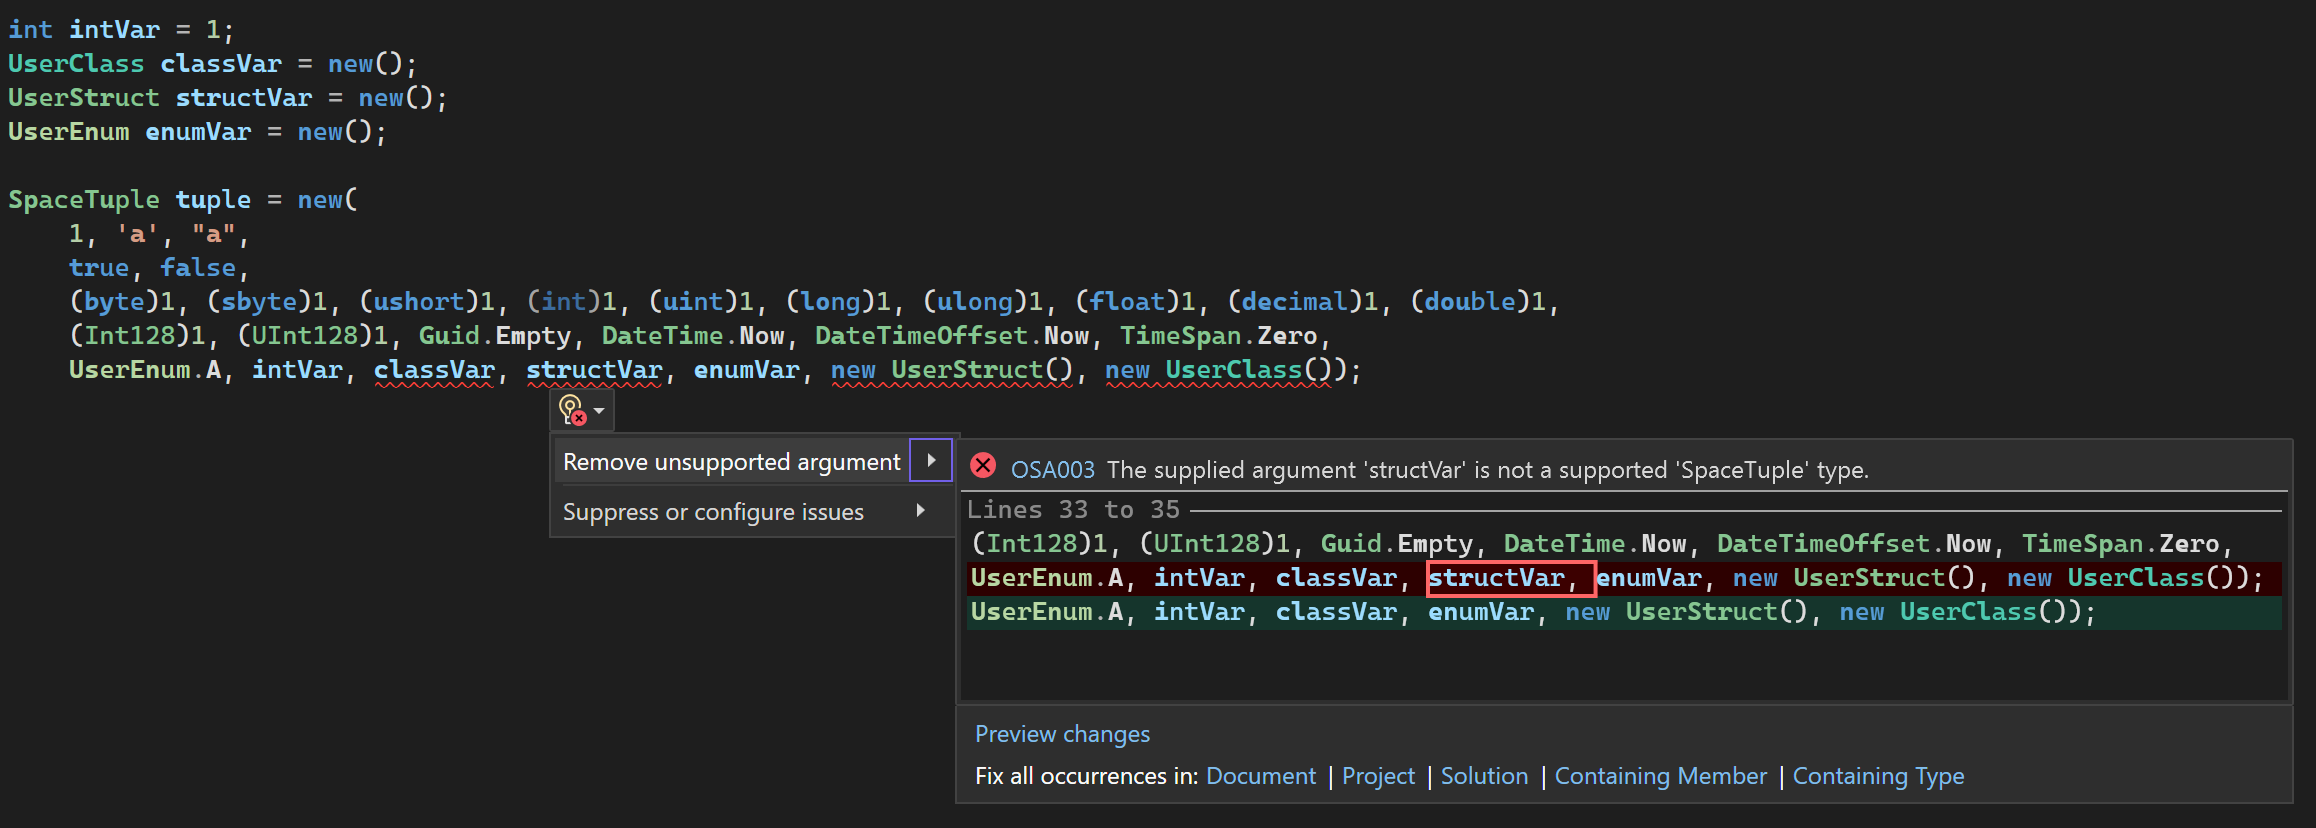 int intVar = 1;
UserClass classVar = new();
UserStruct structVar = new();
UserEnum enumVar = new();
SpaceTuple tuple = new(
1, 'a', "a",
true, false,
(byte)1, (sbyte)1, (ushort)1, (int)1, (uint)1, (long)1, (ulong)1, (float)1, (decimal)1, (double)1,
(Int128)1, (UInt128)1, Guid.Empty, DateTime.Now, DateTimeOffset.Now, TimeSpan.Zero,
UserEnum.A, intVar, classVar, structVar, enumVar, new UserStruct(), new UserClass());
Remove unsupported argument
Suppress or configure issues
OSA003 The supplied argument 'structVar' is not a supported 'SpaceTuple' type.
Lines 33 to 35
(Int128)1, (UInt128)1, Guid.Empty, DateTime.Now, DateTimeOffset.Now, TimeSpan.Zero,
UserEnum.A, intVar, classVar, structVar, enumVar, new UserStruct(), new UserClass());
UserEnum.A, intVar, classVar, enumVar, new UserStruct(), new UserClass());
Preview changes
Fix all occurrences in: Document | Project | Solution | Containing Member | Containing Type